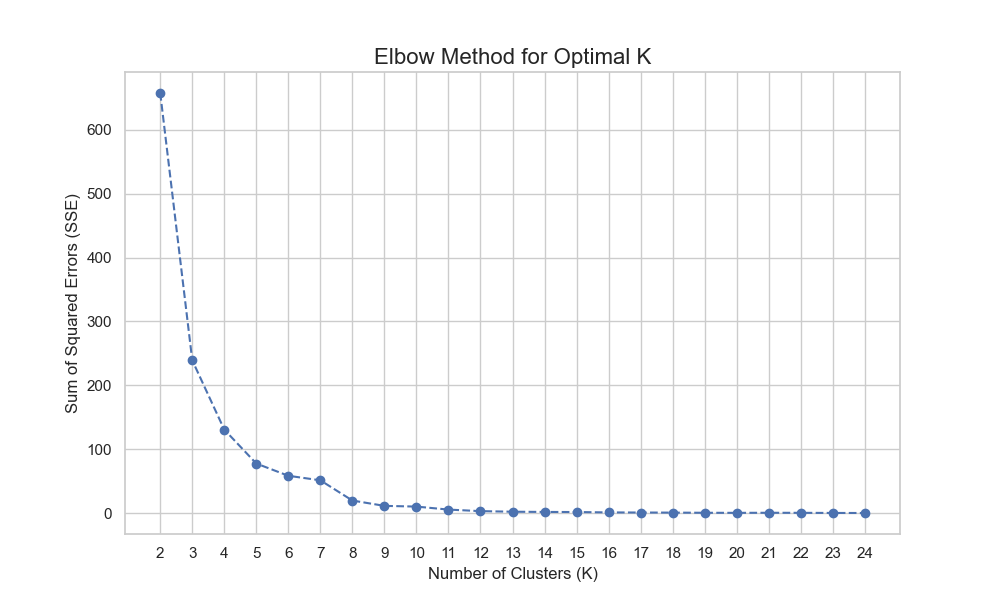 Elbow Method for Optimal K
Sum of Squared Errors (SSE)
600
500
400
300
200
100
0
2 3 4 5 6 7 8 9 10 11 12 13 14 15 16 17 18 19 20 21 22 23 24
Number of Clusters (K)